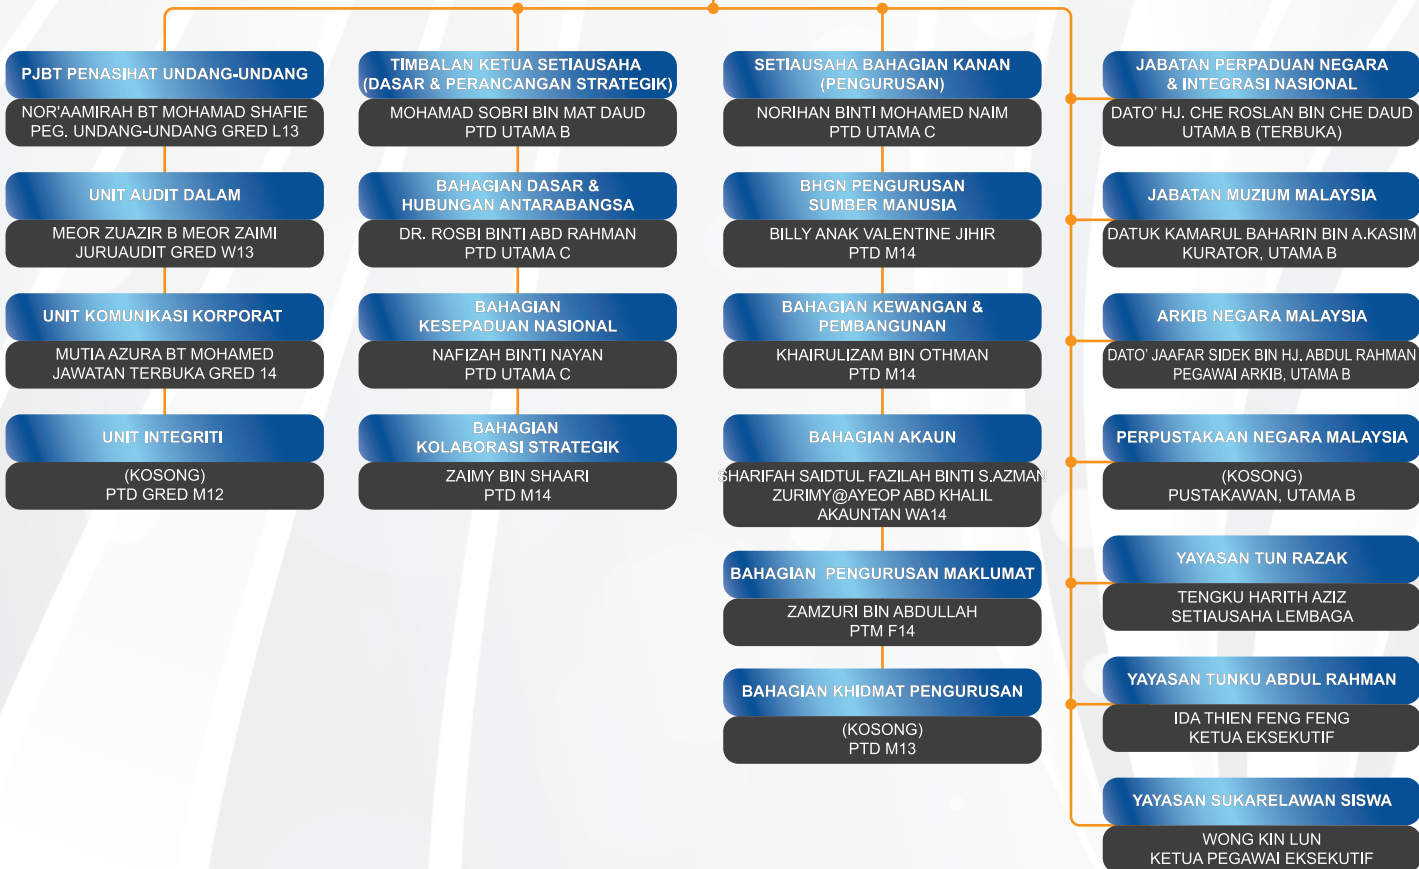 PJBT PENASIHAT UNDANG-UNDANG
NOR'AAMIRAH BT MOHAMAD SHAFIE
PEG. UNDANG-UNDANG GRED L13
UNIT AUDIT DALAM
MEOR ZUAZIR B MEOR ZAIMI
JURUAUDIT GRED W13
UNIT KOMUNIKASI KORPORAT
MUTIA AZURA BT MOHAMED
JAWATAN TERBUKA GRED 14
UNIT INTEGRITI
(KOSONG)
PTD GRED M12
TIMBALAN KETUA SETIAUSAHA
(DASAR & PERANCANGAN STRATEGIK)
MOHAMAD SOBRI BIN MAT DAUD
PTD UTAMA B
BAHAGIAN DASAR &
HUBUNGAN ANTARABANGSA
DR. ROSBI BINTI ABD RAHMAN
PTD UTAMA C
BAHAGIAN
KESEPADUAN NASIONAL
NAFIZAH BINTI NAYAN
PTD UTAMA C
BAHAGIAN
KOLABORASI STRATEGIK
ZAIMY BIN SHAARI
PTD M14
SETIAUSAHA BAHAGIAN KANAN
(PENGURUSAN)
NORIHAN BINTI MOHAMED NAIM
PTD UTAMA C
BHGN PENGURUSAN
SUMBER MANUSIA
BILLY ANAK VALENTINE JIHIR
PTD M14
BAHAGIAN KEWANGAN &
PEMBANGUNAN
KHAIRULIZAM BIN OTHMAN
PTD M14
BAHAGIAN AKAUN
SHARIFAH SAIDTUL FAZILAH BINTI S.AZMAN
ZURIMY@AYEOP ABD KHALIL
AKAUNTAN WA14
BAHAGIAN PENGURUSAN MAKLUMAT
ZAMZURI BIN ABDULLAH
PTM F14
BAHAGIAN KHIDMAT PENGURUSAN
(KOSONG)
PTD M13
JABATAN PERPADUAN NEGARA
& INTEGRASI NASIONAL
DATO' HJ. CHE ROSLAN BIN CHE DAUD
UTAMA B (TERBUKA)
JABATAN MUZIUM MALAYSIA
DATUK KAMARUL BAHARIN BIN A.KASIM
KURATOR, UTAMA B
ARKIB NEGARA MALAYSIA
DATO' JAAFAR SIDEK BIN HJ. ABDUL RAHMAN
PEGAWAI ARKIB, UTAMA B
PERPUSTAKAAN NEGARA MALAYSIA
(KOSONG)
PUSTAKAWAN, UTAMA B
YAYASAN TUN RAZAK
TENGKU HARITH AZIZ
SETIAUSAHA LEMBAGA
YAYASAN TUNKU ABDUL RAHMAN
IDA THIEN FENG FENG
KETUA EKSEKUTIF
YAYASAN SUKARELAWAN SISWA
WONG KIN LUN
KETUA PEGAWAI EKSEKUTIF